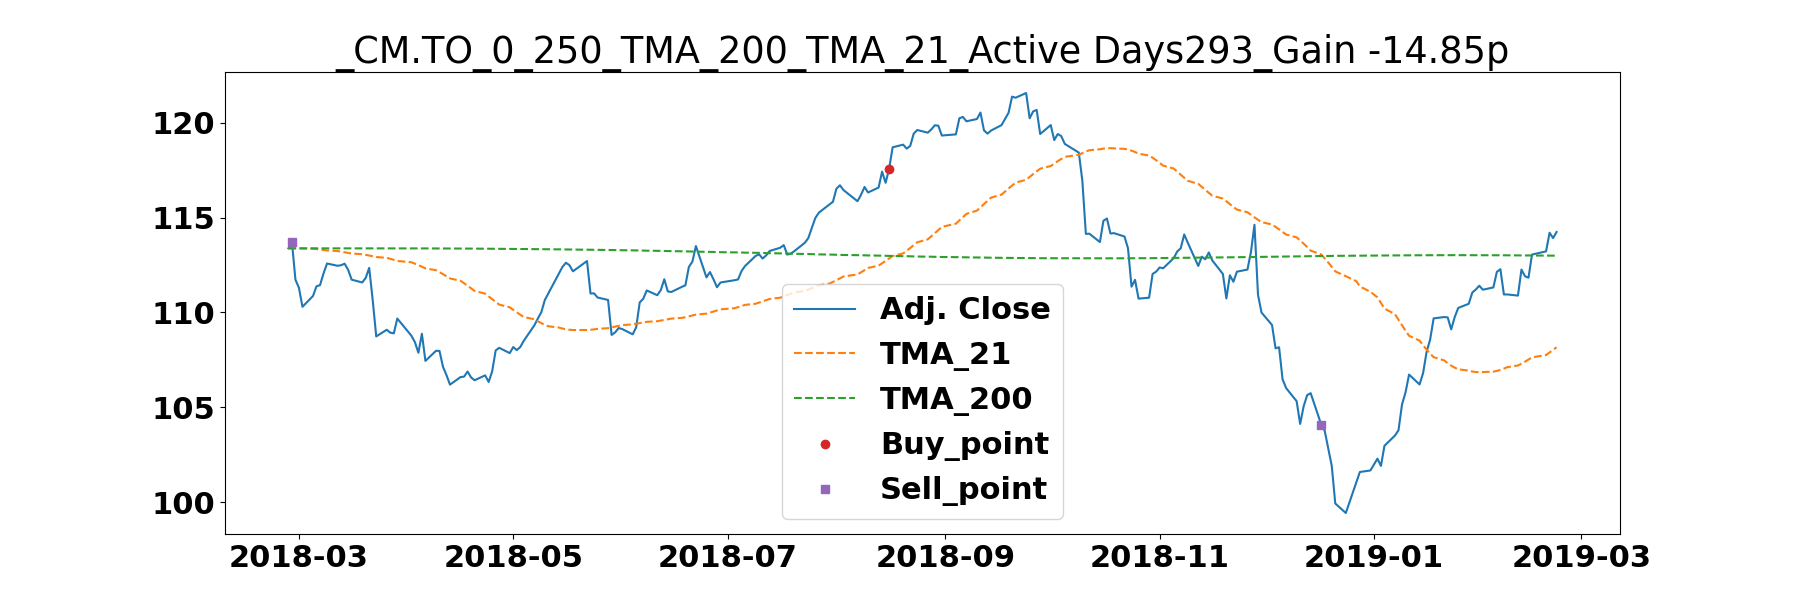 _CM.TO_0_250_TMA_200_TMA_21_Active Days293_Gain -14.85p
120
115
110
105
100
Adj. Close
TMA_21
TMA_200
Buy_point
Sell_point
2018-03 2018-05 2018-07 2018-09 2018-11 2019-01 2019-03